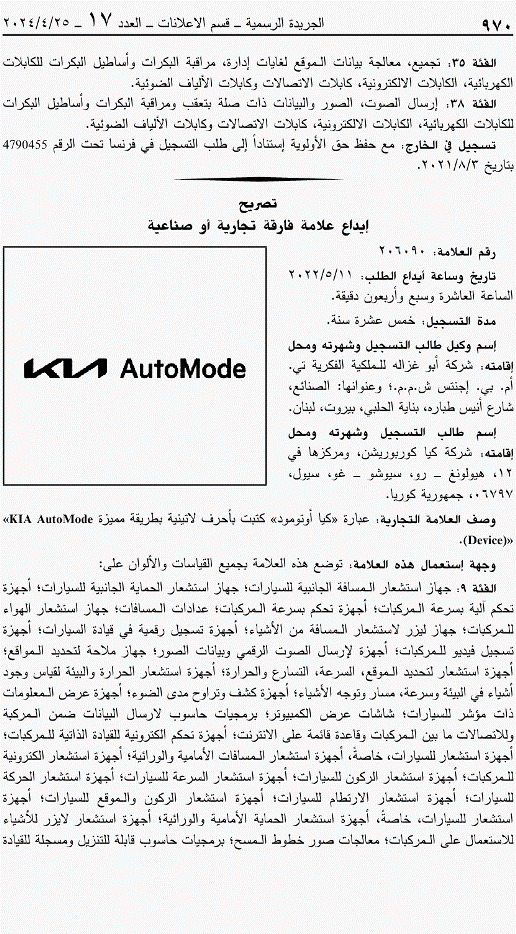 ٩٧٠ الجريدة الرسمية ــ قسم الاعلانات ــ العدد ١٧ ــ ٢٠٢٤/٤/٢٥
الفئة ٣٥: تجميع، معالجة بيانات الموقع لغايات إدارة، مراقبة البكرات وأساطيل البكرات للكابلات
الكهربائية، الكابلات الالكترونية، كابلات الاتصالات وكابلات الألياف الضوئية.
الفئة ٣٨: إرسال الصوت، الصور والبيانات ذات صلة بتعقب ومراقبة البكرات وأساطيل البكرات
للكابلات الكهربائية، الكابلات الالكترونية، كابلات الاتصالات وكابلات الألياف الضوئية.
تسجيل في الخارج: مع حفظ حق الأولوية إستناداً إلى طلب التسجيل في فرنسا تحت الرقم 4790455
بتاريخ ٢٠٢١/٨/٣.
تصريح
إيداع علامة فارقة تجارية أو صناعية
رقم العلامة: ٢٠٦٠٩٠
تاريخ وساعة أيداع الطلب: ٢٠٢٢/٥/١١
الساعة العاشرة وسبع وأربعون دقيقة.
مدة التسجيل: خمس عشرة سنة.
إسم وكيل طالب التسجيل وشهرته ومحل
إقامته: شركة أبو غزاله للملكية الفكرية تي.
أم. بي. إجنتس ش.م.م.؛ وعنوانها: الصنائع،
شارع أنيس طباره، بناية الحلبي، بيروت، لبنان.
إسم طالب التسجيل وشهرته ومحل
إقامته: شركة كيا كوربوريشن، ومركزها في
١٢، هيولونغ ــ رو، سيوشو ــ غو، سيول،
٠٦٧٩٧، جمهورية كوريا.
KIA AutoMode
وصف العلامة التجارية: عبارة «كيا أوتومود» كتبت بأحرف لاتينية بطريقة مميزة «KIA AutoMode
(Device)».
وجهة إستعمال هذه العلامة: توضع هذه العلامة بجميع القياسات والألوان على:
الفئة ٩: جهاز استشعار المسافة الجانبية للسيارات؛ جهاز استشعار الحماية الجانبية للسيارات؛ أجهزة
تحكم آلية بسرعة المركبات؛ أجهزة تحكم بسرعة المركبات؛ عدادات المسافات؛ جهاز استشعار الهواء
للمركبات؛ جهاز ليزر لاستشعار المسافة من الأشياء؛ أجهزة تسجيل رقمية في قيادة السيارات؛ أجهزة
تسجيل فيديو للمركبات؛ أجهزة لإرسال الصوت الرقمي وبيانات الصور؛ جهاز ملاحة لتحديد المواقع؛
أجهزة استشعار لتحديد الموقع، السرعة، التسارع والحرارة؛ أجهزة استشعار الحرارة والبيئة لقياس وجود
أشياء في البيئة وسرعة، مسار وتوجه الأشياء؛ أجهزة كشف وتراوح مدى الضوء؛ أجهزة عرض المعلومات
ذات مؤشر للسيارات؛ شاشات عرض الكمبيوتر؛ برمجيات حاسوب لارسال البيانات ضمن المركبة
وللاتصالات ما بين المركبات وقاعدة قائمة على الانترنت؛ أجهزة تحكم الكترونية للقيادة الذاتية للمركبات؛
أجهزة استشعار للسيارات، خاصةً، أجهزة استشعار المسافات الأمامية والوراثية؛ أجهزة استشعار الكترونية
للمركبات؛ أجهزة استشعار الركون للسيارات؛ أجهزة استشعار السرعة للسيارات؛ أجهزة استشعار الحركة
للسيارات؛ أجهزة استشعار الارتطام للسيارات؛ أجهزة استشعار الركون والموقع للسيارات؛ أجهزة
استشعار للسيارات، خاصةً، أجهزة استشعار الحماية الأمامية والوراثية؛ أجهزة استشعار لايزر للأشياء
للاستعمال على المركبات؛ معالجات صور خطوط المسح؛ برمجيات حاسوب قابلة للتنزيل ومسجلة للقيادة